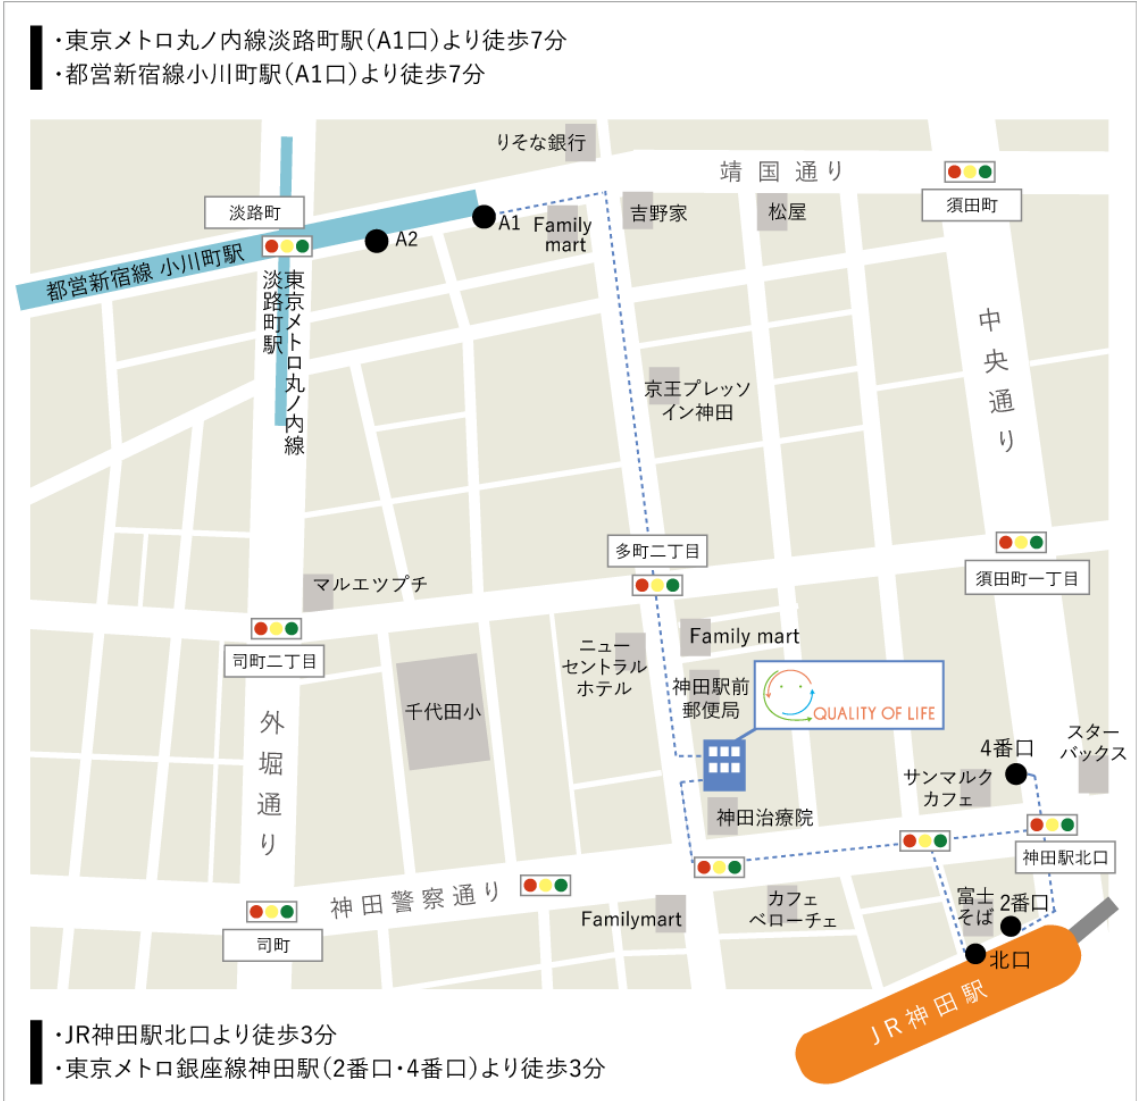 ・東京メトロ丸ノ内線淡路町駅（A1口）より徒歩7分
・都営新宿線小川町駅（A1口）より徒歩7分
りそな銀行
靖国通り
淡路町
須田町
吉野家
松屋
A1
Family
mart
A2
都営新宿線 小川町駅
東京メトロ丸ノ内線
淡路町駅
中央通り
京王プレッソ
イン神田
多町二丁目
須田町一丁目
マルエツプチ
司町二丁目
ニュー
セントラル
ホテル
Family mart
神田駅前
郵便局
QUALITY OF LIFE
千代田小
外堀通り
4番口
スター
バックス
サンマルク
カフェ
神田治療院
神田駅北口
神田警察通り
Familymart
カフェ
ベローチェ
富士
そば
2番口
司町
北口
JR神田駅
・JR神田駅北口より徒歩3分
・東京メトロ銀座線神田駅（2番口・4番口）より徒歩3分